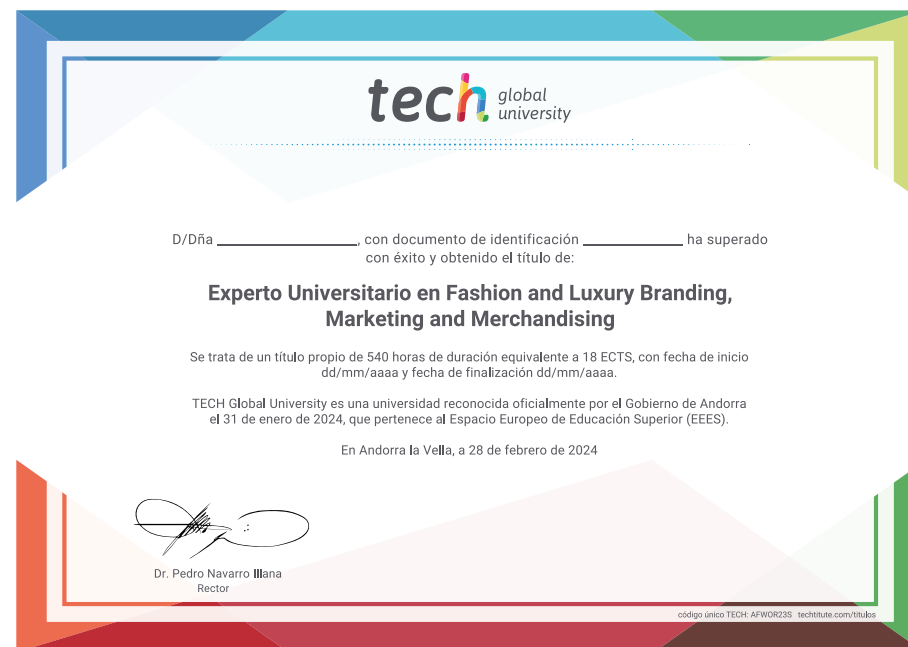 tech global university
D/Dña ____________, con documento de identificación ____________ ha superado
con éxito y obtenido el título de:
Experto Universitario en Fashion and Luxury Branding,
Marketing and Merchandising
Se trata de un título propio de 540 horas de duración equivalente a 18 ECTS, con fecha de inicio
dd/mm/aaaa y fecha de finalización dd/mm/aaaa.
TECH Global University es una universidad reconocida oficialmente por el Gobierno de Andorra
el 31 de enero de 2024, que pertenece al Espacio Europeo de Educación Superior (EEES).
En Andorra la Vella, a 28 de febrero de 2024
Dr. Pedro Navarro Illana
Rector
código único TECH: AFWOR23S techtitute.com/titulos